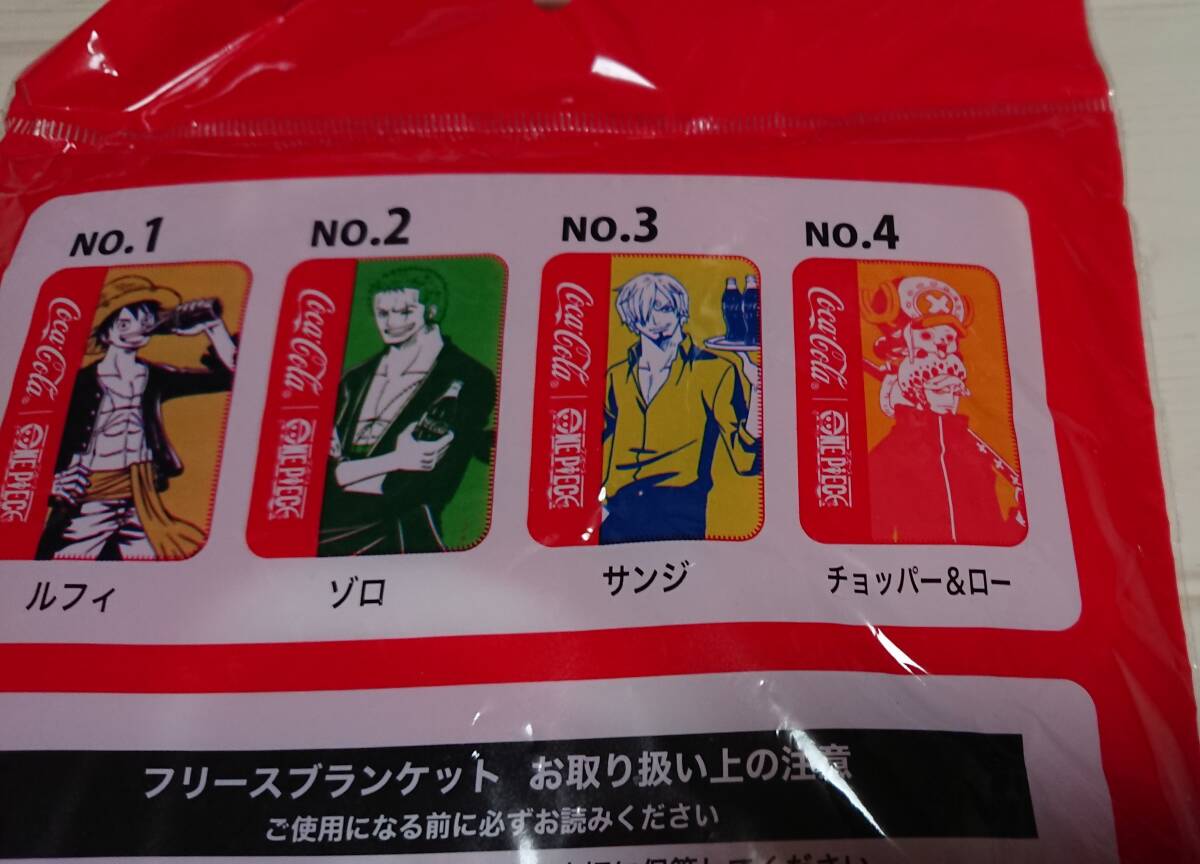 NO.1
NO.2
NO.3
NO.4
Coca-Cola
ONE PIECE
Coca-Cola
ONE PIECE
Coca-Cola
ONE PIECE
Coca-Cola
ONE PIECE
ルフィ
ゾロ
サンジ
チョッパー&ロー
フリースブランケット お取り扱い上の注意
ご使用になる前に必ずお読みください